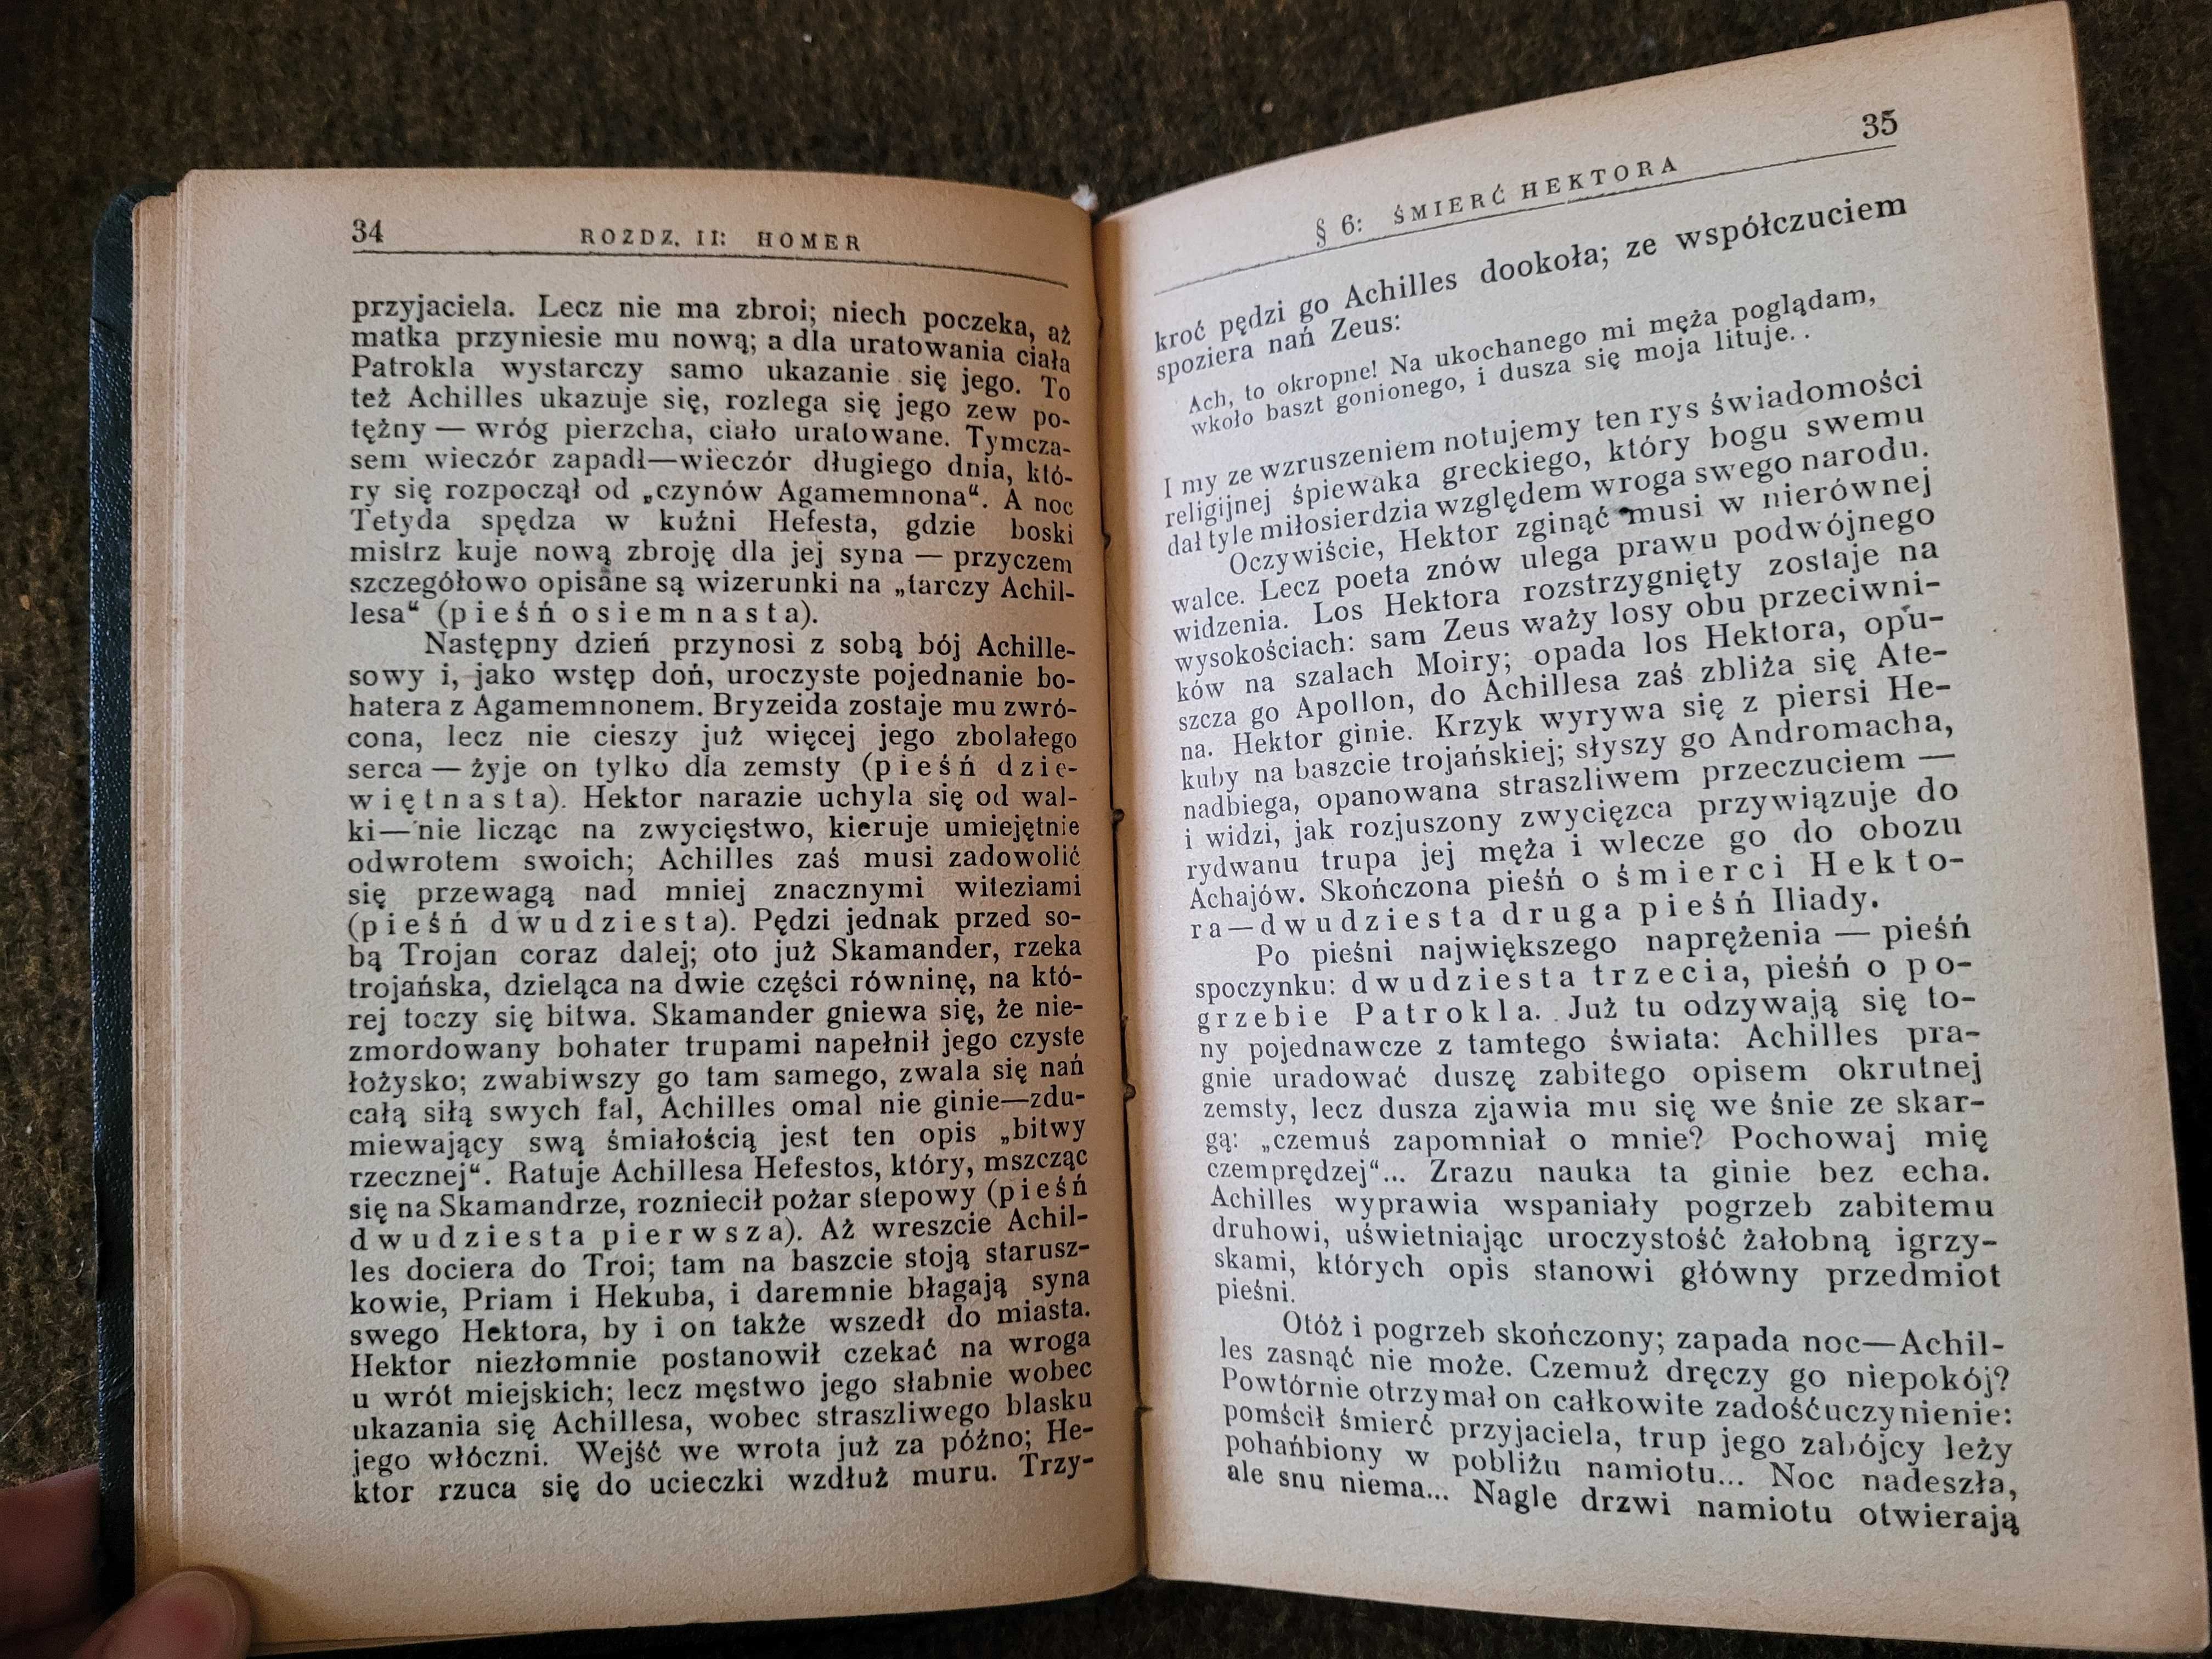 34
ROZDZ. II: HOMER
przyjaciela. Lecz nie ma zbroi; niech poczeka, aż
matka przyniesie mu nową; a dla uratowania ciała
Patrokla wystarczy samo ukazanie się jego. To
też Achilles ukazuje się, rozlega się jego zew po-
tężny — wróg pierzcha, ciało uratowane. Tymcza-
sem wieczór zapadł—wieczór długiego dnia, któ-
ry się rozpoczął od „czynów Agamemnona“. A noc
Tetyda spędza w kuźni Hefesta, gdzie boski
mistrz kuje nową zbroję dla jej syna — przyczem
szczegółowo opisane są wizerunki na „tarczy Achil-
lesa“ (pieśń osiemnasta).
Następny dzień przynosi z sobą bój Achille-
sowy i, jako wstęp doń, uroczyste pojednanie bo-
hatera z Agamemnonem. Bryzeida zostaje mu zwró-
cona, lecz nie cieszy już więcej jego zbolałego
serca — żyje on tylko dla zemsty (pieśń dzie-
więtnasta). Hektor narazie uchyla się od wal-
ki—nie licząc na zwycięstwo, kieruje umiejętnie
odwrotem swoich; Achilles zaś musi zadowolić
się przewagą nad mniej znacznymi witeziami
(pieśń dwudziesta). Pędzi jednak przed so-
bą Trojan coraz dalej; oto już Skamander, rzeka
trojańska, dzieląca na dwie części równinę, na któ-
rej toczy się bitwa. Skamander gniewa się, że nie-
zmordowany bohater trupami napełnił jego czyste
łożysko; zwabiwszy go tam samego, zwala się nań
całą siłą swych fal, Achilles omal nie ginie—zdu-
miewający swą śmiałością jest ten opis „bitwy
rzecznej“. Ratuje Achillesa Hefestos, który, mszcząc
się na Skamandrze, rozniecił pożar stepowy (pieśń
dwudziesta pierwsza). Aż wreszcie Achil-
les dociera do Troi; tam na baszcie stoją starusz-
kowie, Priam i Hekuba, i daremnie błagają syna
swego Hektora, by i on także wszedł do miasta.
Hektor niezłomnie postanowił czekać na wroga
u wrót miejskich; lecz męstwo jego słabnie wobec
ukazania się Achillesa, wobec straszliwego blasku
jego włóczni. Wejść we wrota już za późno; He-
ktor rzuca się do ucieczki wzdłuż muru. Trzy-
§ 6: ŚMIERĆ HEKTORA
35
kroć pędzi go Achilles dookoła; ze współczuciem
spoziera nań Zeus:
Ach, to okropne! Na ukochanego mi męża poglądam,
wkoło baszt gonionego, i dusza się moja lituje. .
I my ze wzruszeniem notujemy ten rys świadomości
religijnej śpiewaka greckiego, który bogu swemu
dał tyle miłosierdzia względem wroga swego narodu.
Oczywiście, Hektor zginąć musi w nierównej
walce. Lecz poeta znów ulega prawu podwójnego
widzenia. Los Hektora rozstrzygnięty zostaje na
wysokościach: sam Zeus waży losy obu przeciwni-
ków na szalach Moiry; opada los Hektora, opu-
szcza go Apollon, do Achillesa zaś zbliża się Ate-
na. Hektor ginie. Krzyk wyrywa się z piersi He-
kuby na baszcie trojańskiej; słyszy go Andromacha,
nadbiega, opanowana straszliwem przeczuciem —
i widzi, jak rozjuszony zwycięzca przywiązuje do
rydwanu trupa jej męża i wlecze go do obozu
Achajów. Skończona pieśń o śmierci Hekto-
ra—dwudziesta druga pieśń Iliady.
Po pieśni największego naprężenia — pieśń
spoczynku: dwudziesta trzecia, pieśń o po-
grzebie Patrokla. Już tu odzywają się to-
ny pojednawcze z tamtego świata: Achilles pra-
gnie uradować duszę zabitego opisem okrutnej
zemsty, lecz dusza zjawia mu się we śnie ze skar-
gą: „czemuś zapomniał o mnie? Pochowaj mię
czemprędzej“... Zrazu nauka ta ginie bez echa.
Achilles wyprawia wspaniały pogrzeb zabitemu
druhowi, uświetniając uroczystość żałobną igrzy-
skami, których opis stanowi główny przedmiot
pieśni.
Otóż i pogrzeb skończony; zapada noc—Achil-
les zasnąć nie może. Czemuż dręczy go niepokój?
Powtórnie otrzymał on całkowite zadośćuczynienie:
pomścił śmierć przyjaciela, trup jego zabójcy leży
pohańbiony w pobliżu namiotu... Noc nadeszła,
ale snu niema... Nagle drzwi namiotu otwierają